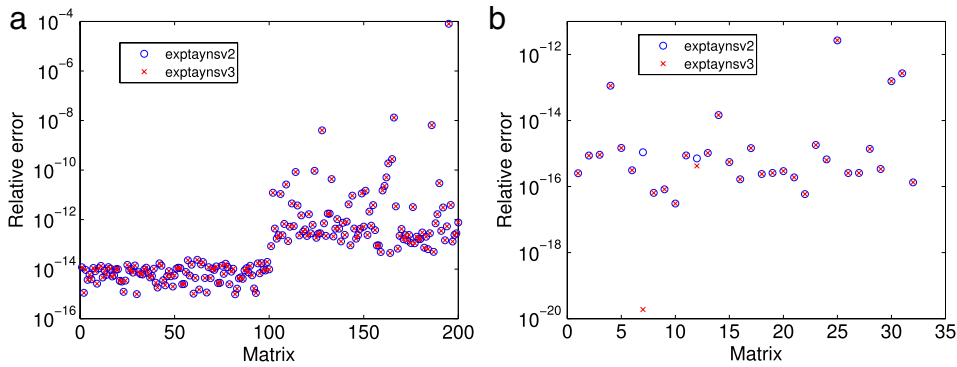 a
10^-4
10^-6
10^-8
10^-10
10^-12
10^-14
10^-16
Relative error
exptaynsv2
exptaynsv3
0 50 100 150 200
Matrix
b
10^-12
10^-14
10^-16
10^-18
10^-20
Relative error
exptaynsv2
exptaynsv3
0 5 10 15 20 25 30 35
Matrix